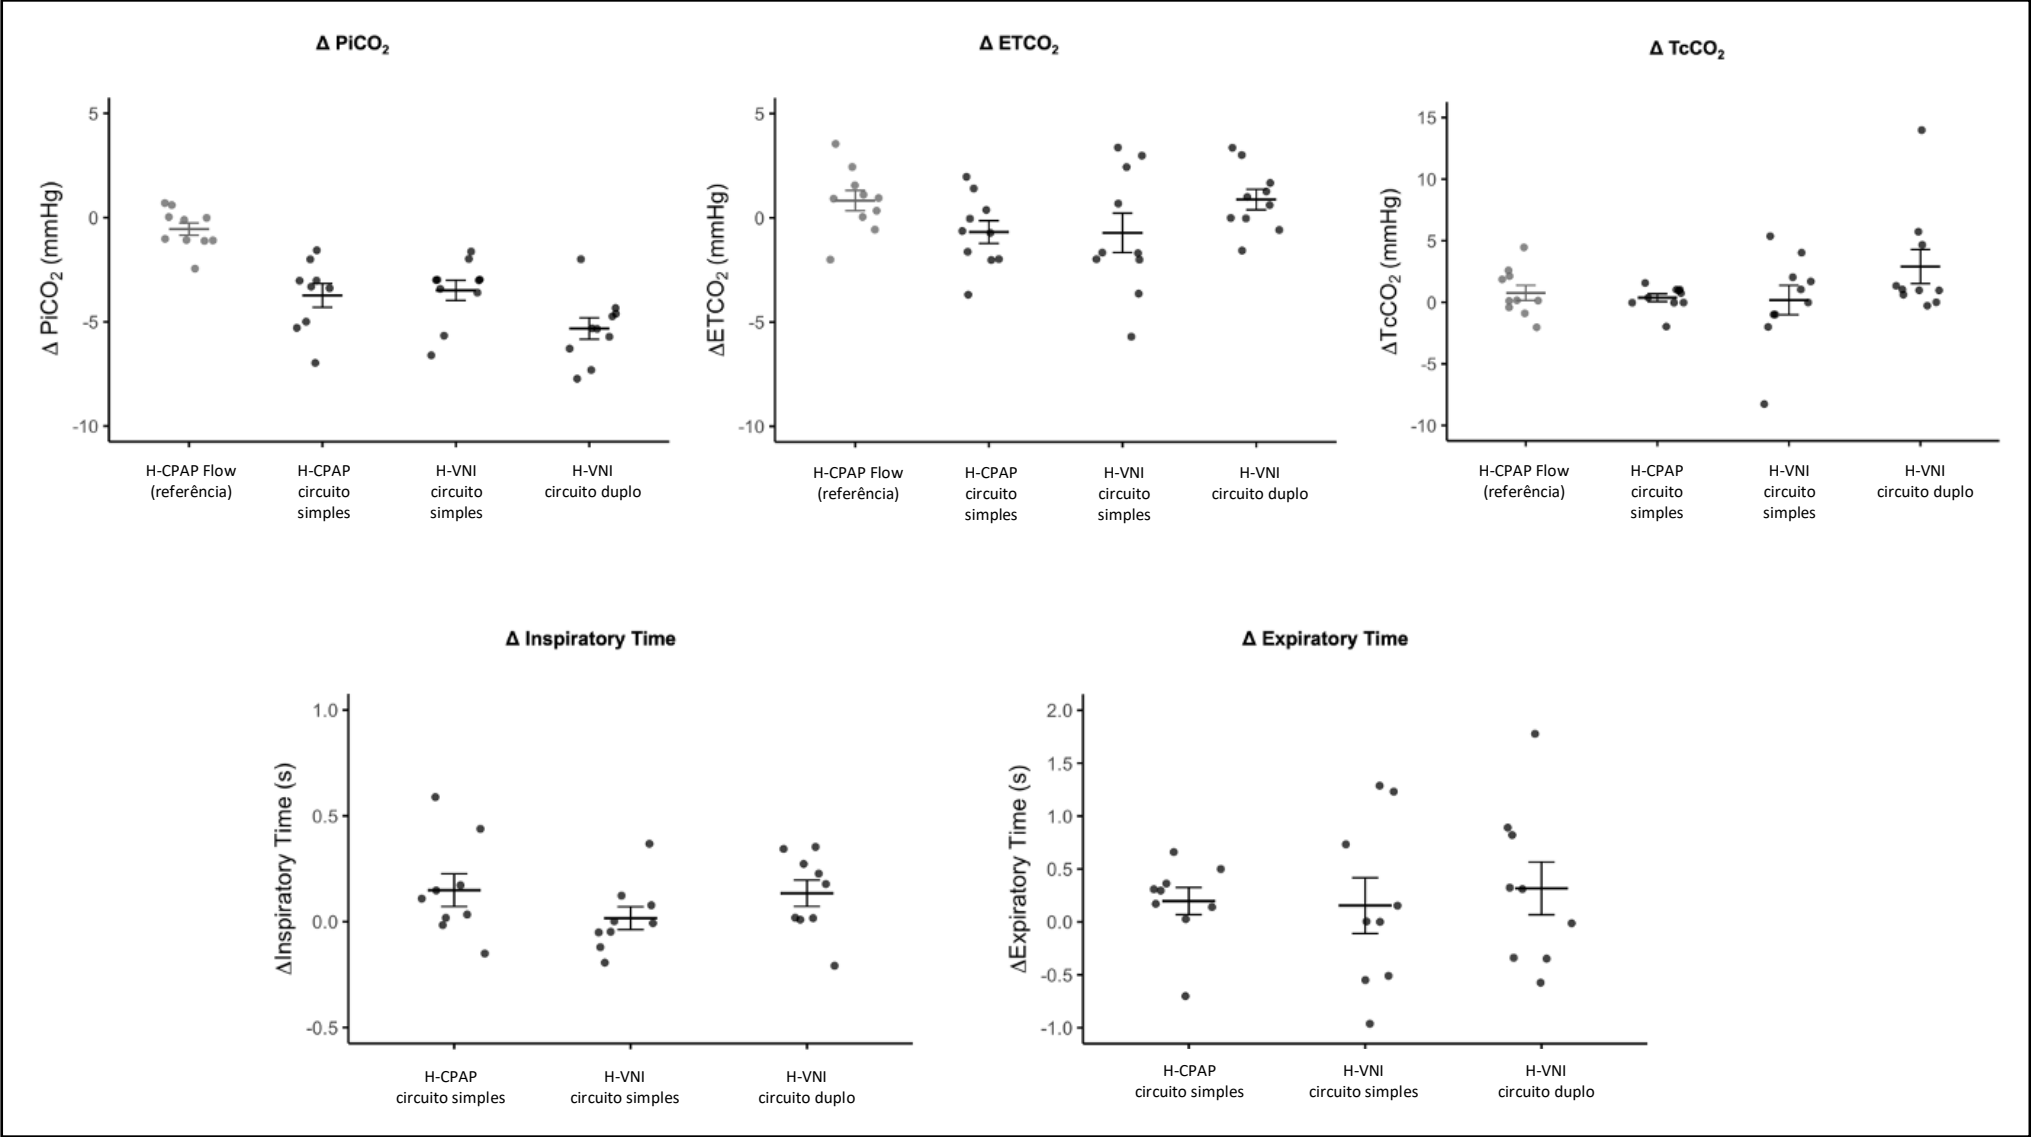 Δ PiCO₂
Δ PiCO₂ (mmHg)
5
0
-5
-10
H-CPAP Flow
(referência)
H-CPAP
circuito
simples
H-VNI
circuito
simples
H-VNI
circuito duplo
Δ ETCO₂
ΔETCO₂ (mmHg)
5
0
-5
-10
H-CPAP Flow
(referência)
H-CPAP
circuito
simples
H-VNI
circuito
simples
H-VNI
circuito duplo
Δ TcCO₂
ΔTcCO₂ (mmHg)
15
10
5
0
-5
-10
H-CPAP Flow
(referência)
H-CPAP
circuito
simples
H-VNI
circuito
simples
H-VNI
circuito duplo
Δ Inspiratory Time
ΔInspiratory Time (s)
1.0
0.5
0.0
-0.5
H-CPAP
circuito simples
H-VNI
circuito simples
H-VNI
circuito duplo
Δ Expiratory Time
ΔExpiratory Time (s)
2.0
1.5
1.0
0.5
0.0
-0.5
-1.0
H-CPAP
circuito simples
H-VNI
circuito simples
H-VNI
circuito duplo